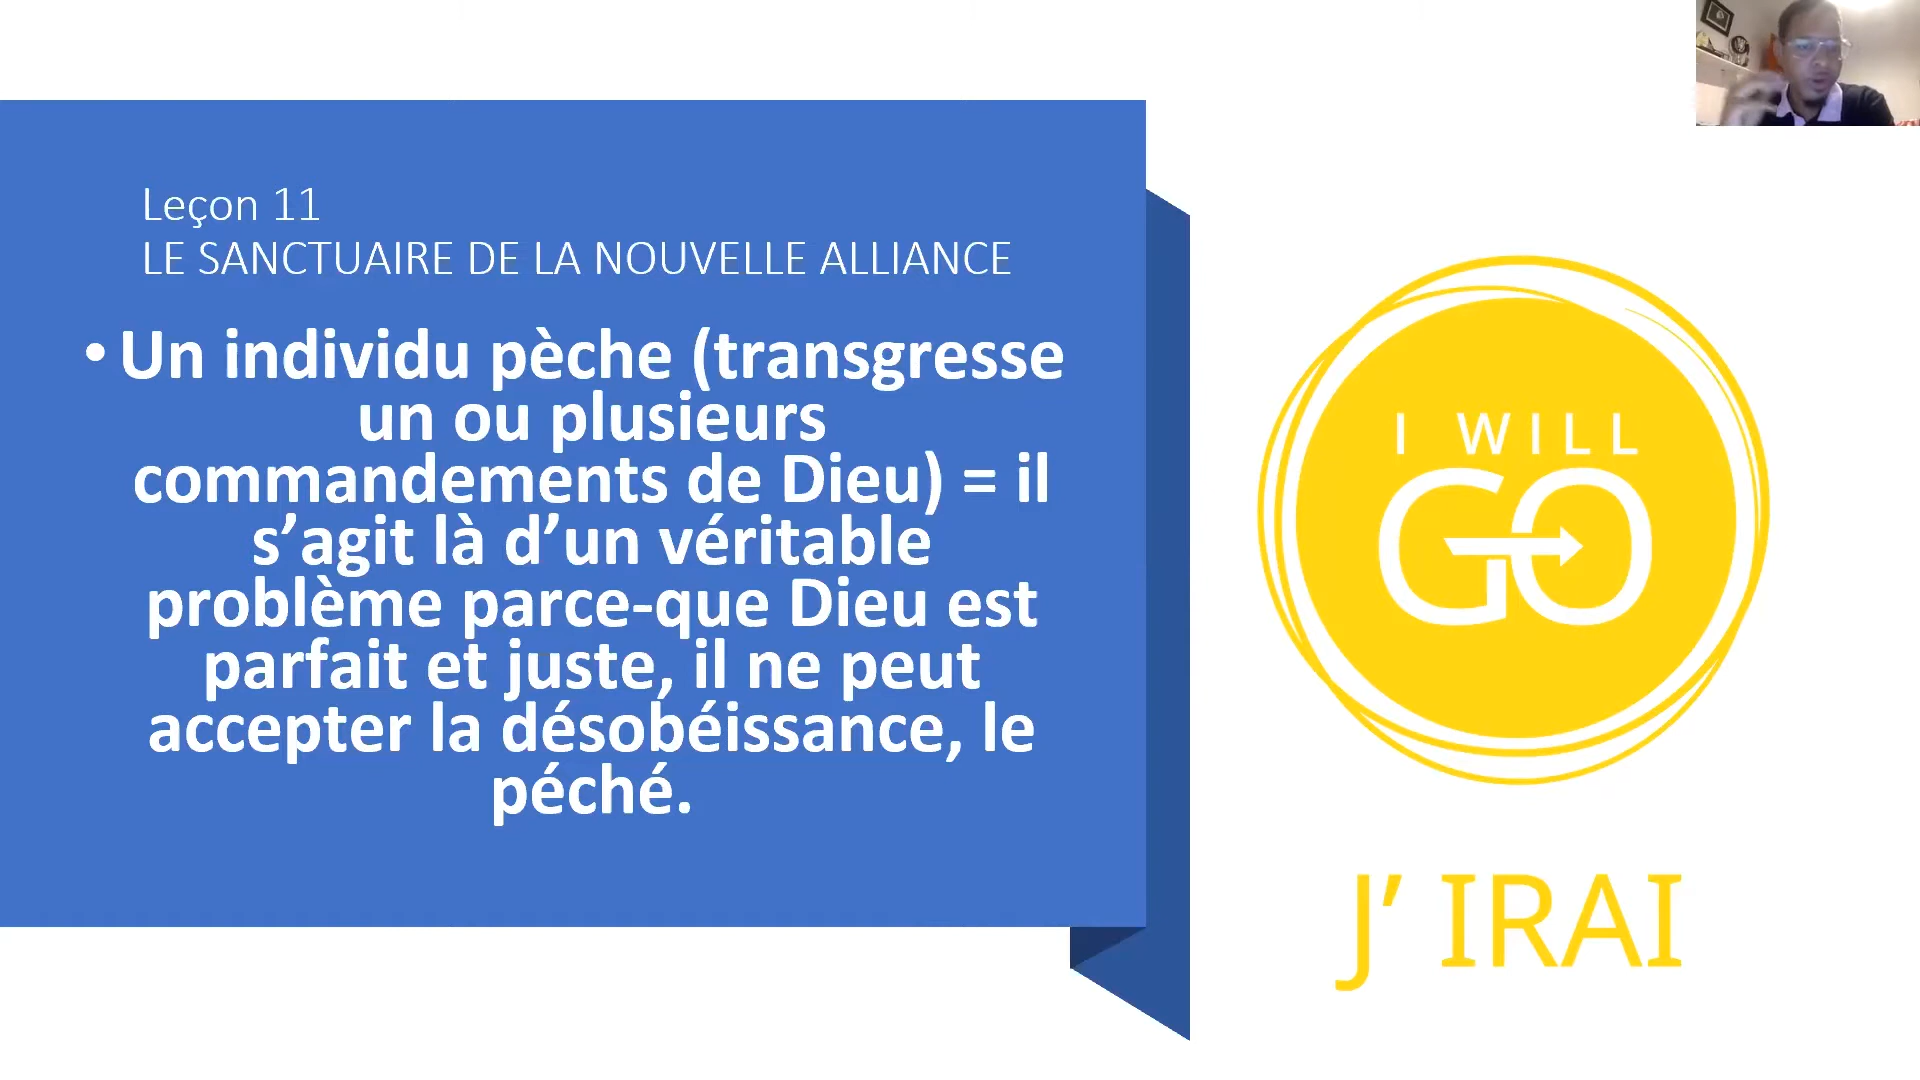 Leçon 11
LE SANCTUAIRE DE LA NOUVELLE ALLIANCE
• Un individu pèche (transgresse
un ou plusieurs
commandements de Dieu) = il
s’agit là d’un véritable
problème parce-que Dieu est
parfait et juste, il ne peut
accepter la désobéissance, le
péché.
I WILL
GO
J’ IRAI